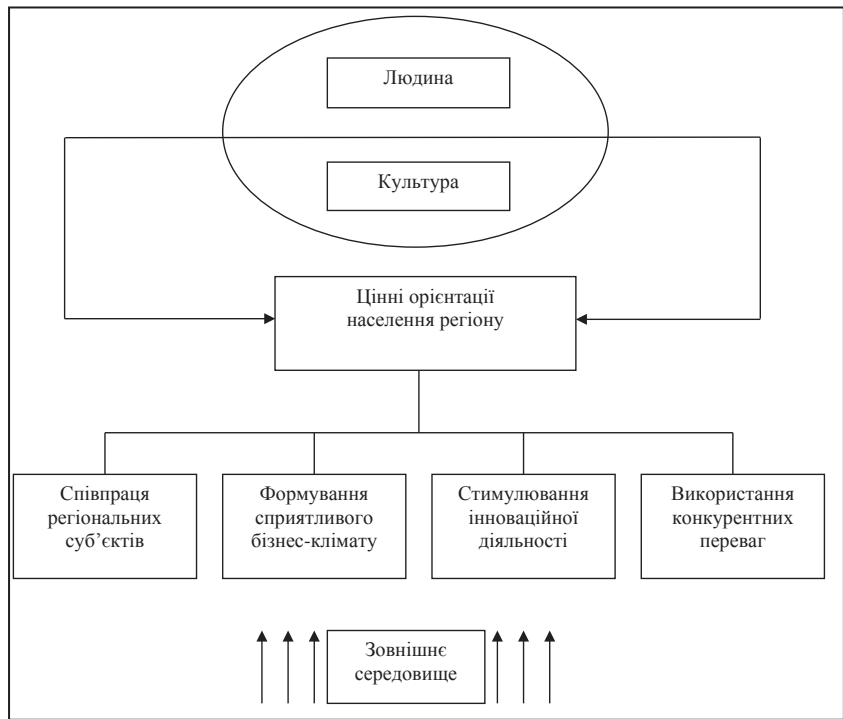 Людина
Культура
Цінні орієнтації
населення регіону
Співпраця
регіональних
суб’єктів
Формування
сприятливого
бізнес-клімату
Стимулювання
інноваційної
діяльності
Використання
конкурентних
переваг
Зовнішнє
середовище